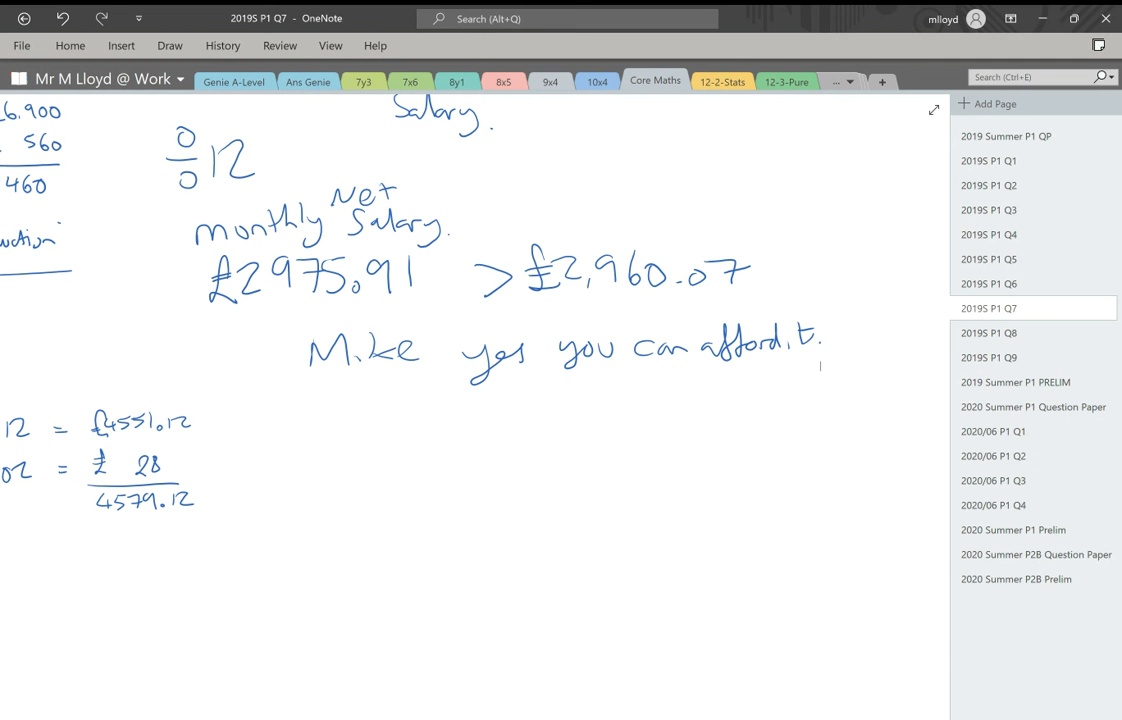 2019S P1 Q7 - OneNote
Search (Alt+Q)
mlloyd
File Home Insert Draw History Review View Help
Mr M Lloyd @ Work
Genie A-Level Ans Genie 7y3 7x6 8y1 8x5 9x4 10x4 Core Maths 12-2-Stats 12-3-Pure ...
Search (Ctrl+E)
Add Page
2019 Summer P1 QP
2019S P1 Q1
2019S P1 Q2
2019S P1 Q3
2019S P1 Q4
2019S P1 Q5
2019S P1 Q6
2019S P1 Q7
2019S P1 Q8
2019S P1 Q9
2019 Summer P1 PRELIM
2020 Summer P1 Question Paper
2020/06 P1 Q1
2020/06 P1 Q2
2020/06 P1 Q3
2020/06 P1 Q4
2020 Summer P1 Prelim
2020 Summer P2B Question Paper
2020 Summer P2B Prelim
6.900
560
460
uction
Salary.
0
0 12
Net
monthly Salary.
£2975.91 > £2,960.07
Mike yes you can afford it.
12 = £4551.12
02 = £ 28
4579.12